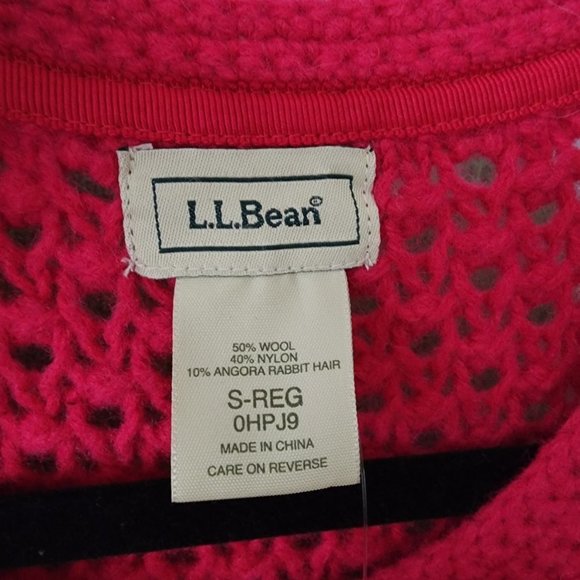 L.L.Bean®
50% WOOL
40% NYLON
10% ANGORA RABBIT HAIR
S-REG
0HPJ9
MADE IN CHINA
CARE ON REVERSE